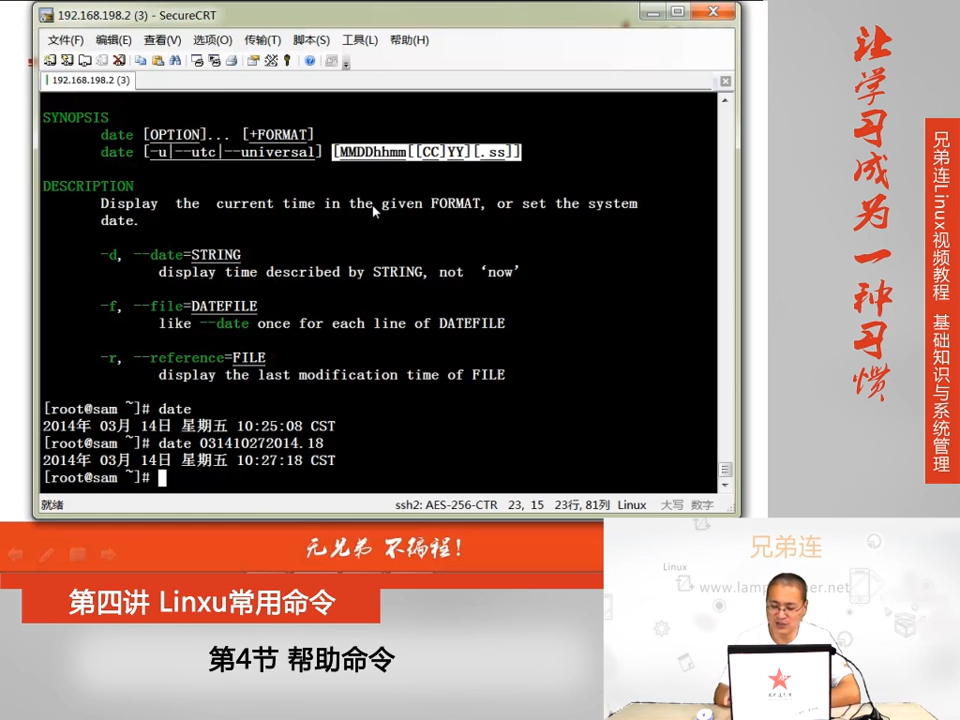 192.168.198.2 (3) - SecureCRT
文件(F) 编辑(E) 查看(V) 选项(O) 传输(T) 脚本(S) 工具(L) 帮助(H)
192.168.198.2 (3)
SYNOPSIS
date [OPTION]... [+FORMAT]
date [-u|--utc|--universal] [MMDDhhmm[[CC]YY][.ss]]
DESCRIPTION
Display the current time in the given FORMAT, or set the system
date.
-d, --date=STRING
display time described by STRING, not ‘now’
-f, --file=DATEFILE
like --date once for each line of DATEFILE
-r, --reference=FILE
display the last modification time of FILE
[root@sam ~]# date
2014年 03月 14日 星期五 10:25:08 CST
[root@sam ~]# date 031410272014.18
2014年 03月 14日 星期五 10:27:18 CST
[root@sam ~]#
就绪 ssh2: AES-256-CTR 23, 15 23行, 81列 Linux 大写 数字
让学习成为一种习惯
兄弟连Linux视频教程 基础知识与系统管理
无兄弟 不编程!
第四讲 Linxu常用命令
第4节 帮助命令
兄弟连
Linux